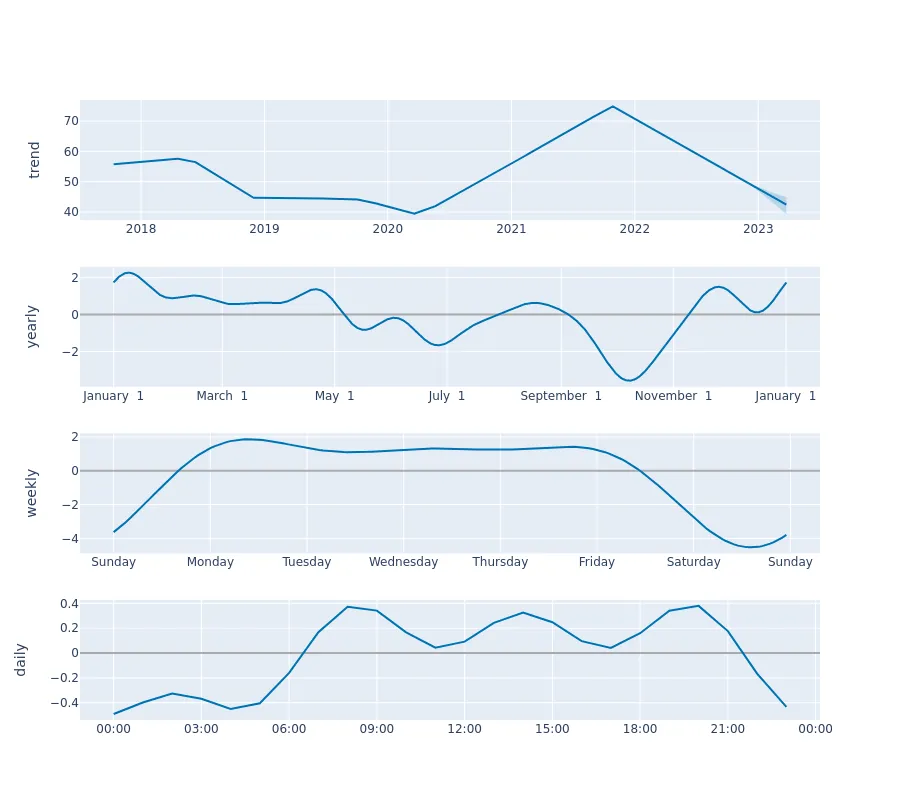 trend
70
60
50
40
2018 2019 2020 2021 2022 2023
yearly
2
0
−2
January 1 March 1 May 1 July 1 September 1 November 1 January 1
weekly
2
0
−2
−4
Sunday Monday Tuesday Wednesday Thursday Friday Saturday Sunday
daily
0.4
0.2
0
−0.2
−0.4
00:00 03:00 06:00 09:00 12:00 15:00 18:00 21:00 00:00